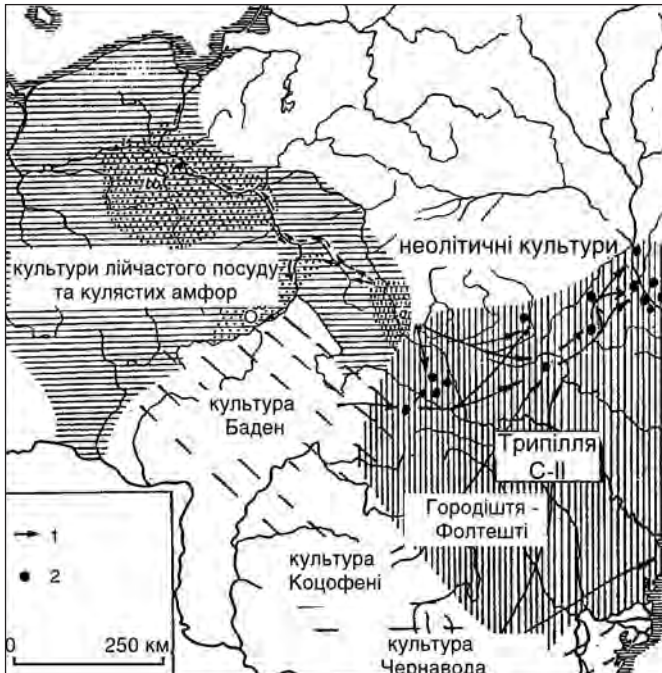 неолітичні культури
культури лійчастого посуду
та кулястих амфор
культура
Баден
Трипілля
С-ІІ
Городіштя -
Фолтешті
культура
Коцофені
культура
Чернавода
1
2
0 250 км